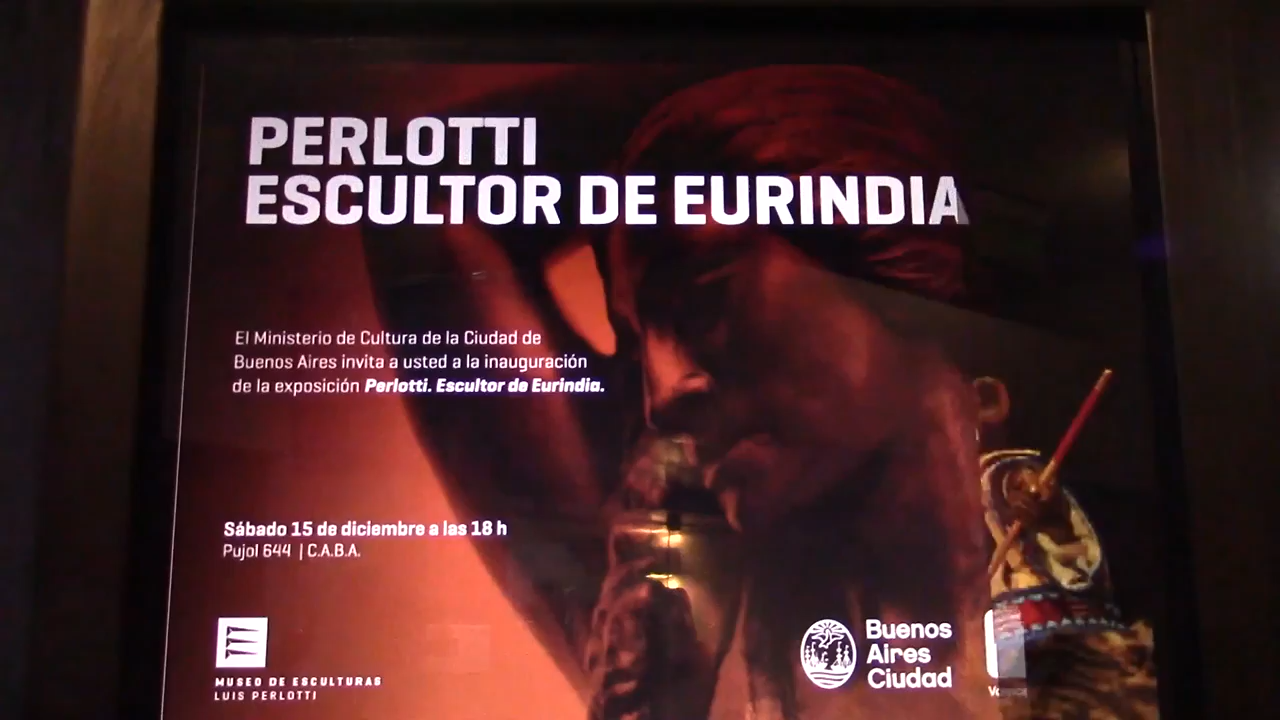 PERLOTTI
ESCULTOR DE EURINDIA
El Ministerio de Cultura de la Ciudad de
Buenos Aires invita a usted a la inauguración
de la exposición Perlotti. Escultor de Eurindia.
Sábado 15 de diciembre a las 18 h
Pujol 644 | C.A.B.A.
MUSEO DE ESCULTURAS
LUIS PERLOTTI
Buenos
Aires
Ciudad